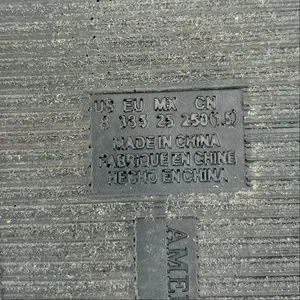 US EU MX CN
8 39 25 250(1.5)
MADE IN CHINA
FABRIQUE EN CHINE
HECHO EN CHINA
AME